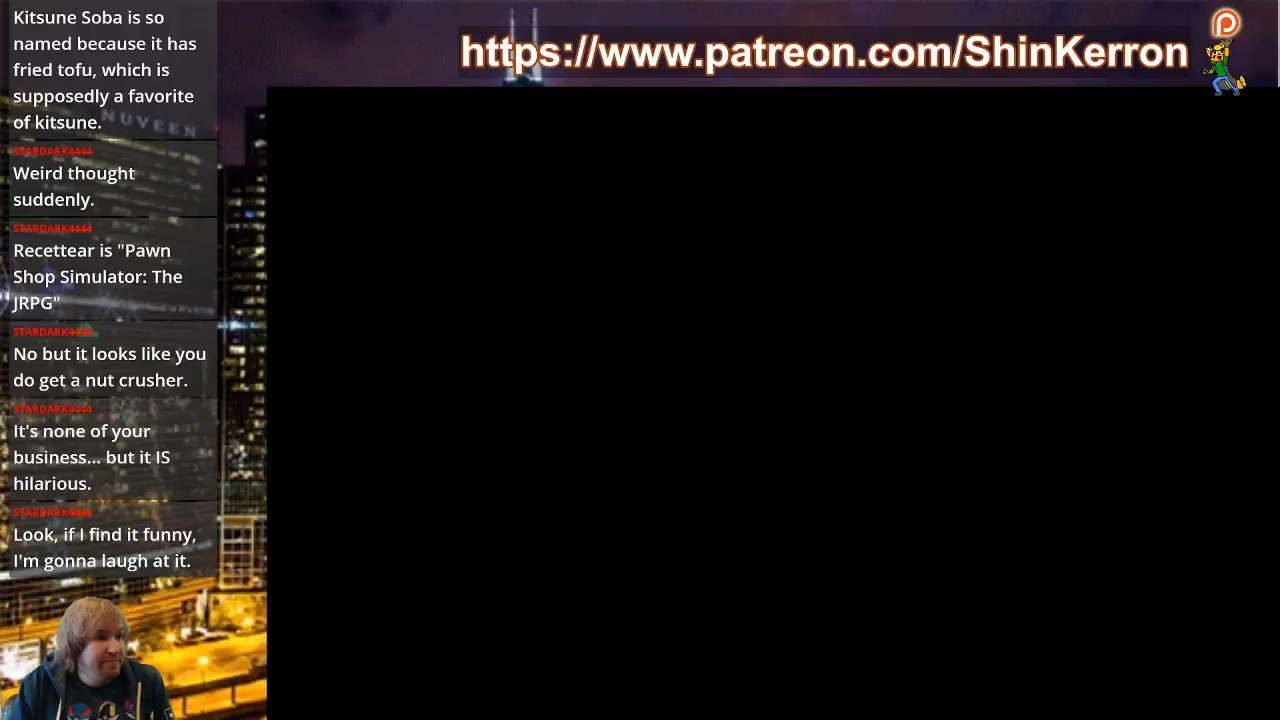 Kitsune Soba is so
named because it has
fried tofu, which is
supposedly a favorite
of kitsune.
STARDARK4444
Weird thought
suddenly.
STARDARK4444
Recettear is "Pawn
Shop Simulator: The
JRPG"
STARDARK4444
No but it looks like you
do get a nut crusher.
STARDARK4444
It's none of your
business... but it IS
hilarious.
STARDARK4444
Look, if I find it funny,
I'm gonna laugh at it.
https://www.patreon.com/ShinKerron
NUVEEN